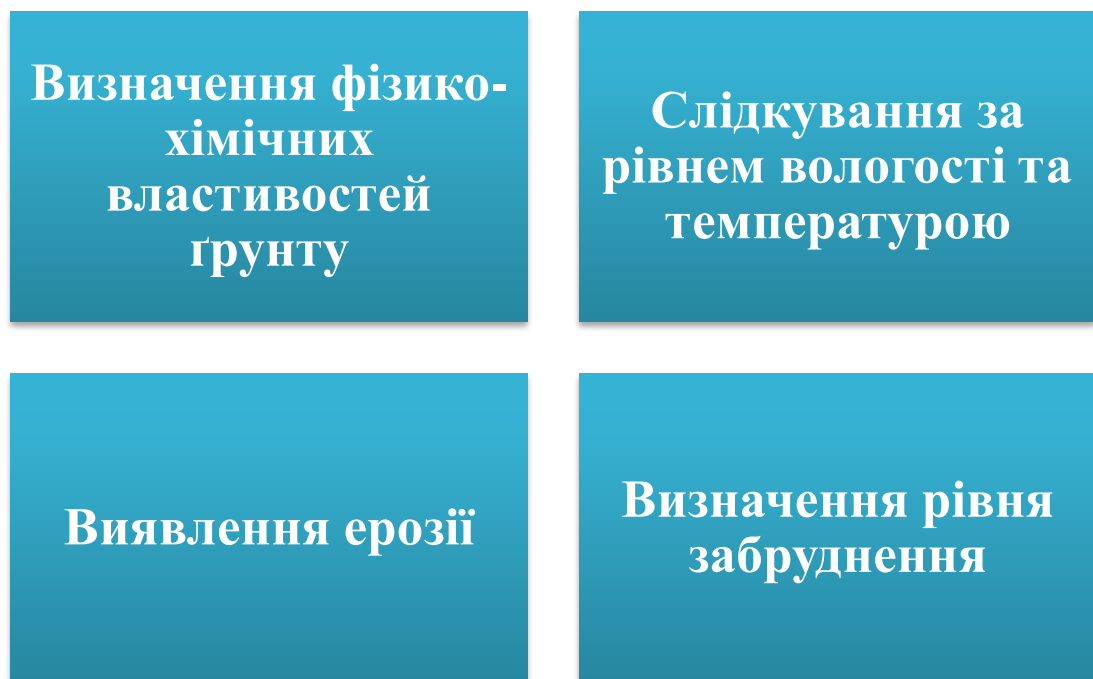 Визначення фізико-
хімічних
властивостей
ґрунту
Слідкування за
рівнем вологості та
температурою
Виявлення ерозії
Визначення рівня
забруднення